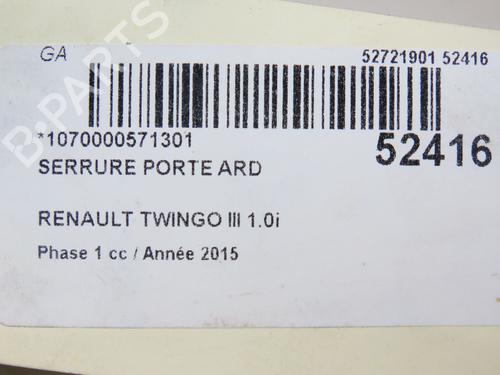 GA
52721901 52416
*1070000571301
52416
SERRURE PORTE ARD
RENAULT TWINGO III 1.0i
Phase 1 cc / Année 2015
B-PARTS